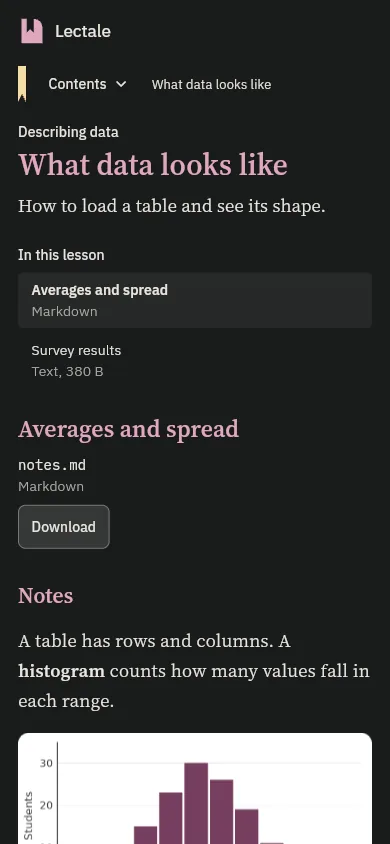 Lectale
Contents
What data looks like
Describing data
What data looks like
How to load a table and see its shape.
In this lesson
Averages and spread
Markdown
Survey results
Text, 380 B
Averages and spread
notes.md
Markdown
Download
Notes
A table has rows and columns. A
histogram counts how many values fall in
each range.
30
20
Students